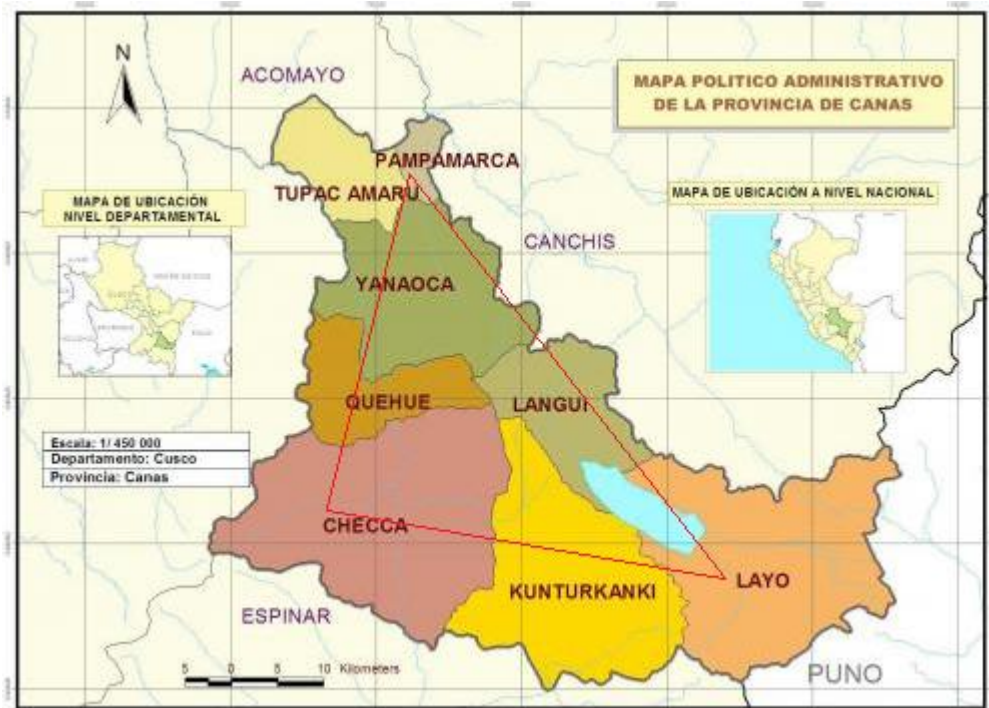 N
ACOMAYO
MAPA POLITICO ADMINISTRATIVO
DE LA PROVINCIA DE CANAS
PAMPAMARCA
TUPAC AMARU
MAPA DE UBICACIÓN
NIVEL DEPARTAMENTAL
MAPA DE UBICACIÓN A NIVEL NACIONAL
CANCHIS
YANAOCA
QUEHUE
LANGUI
Escala: 1/ 450 000
Departamento: Cusco
Provincia: Canas
CHECCA
LAYO
KUNTURKANKI
ESPINAR
5 0 5 10 Kilometers
PUNO